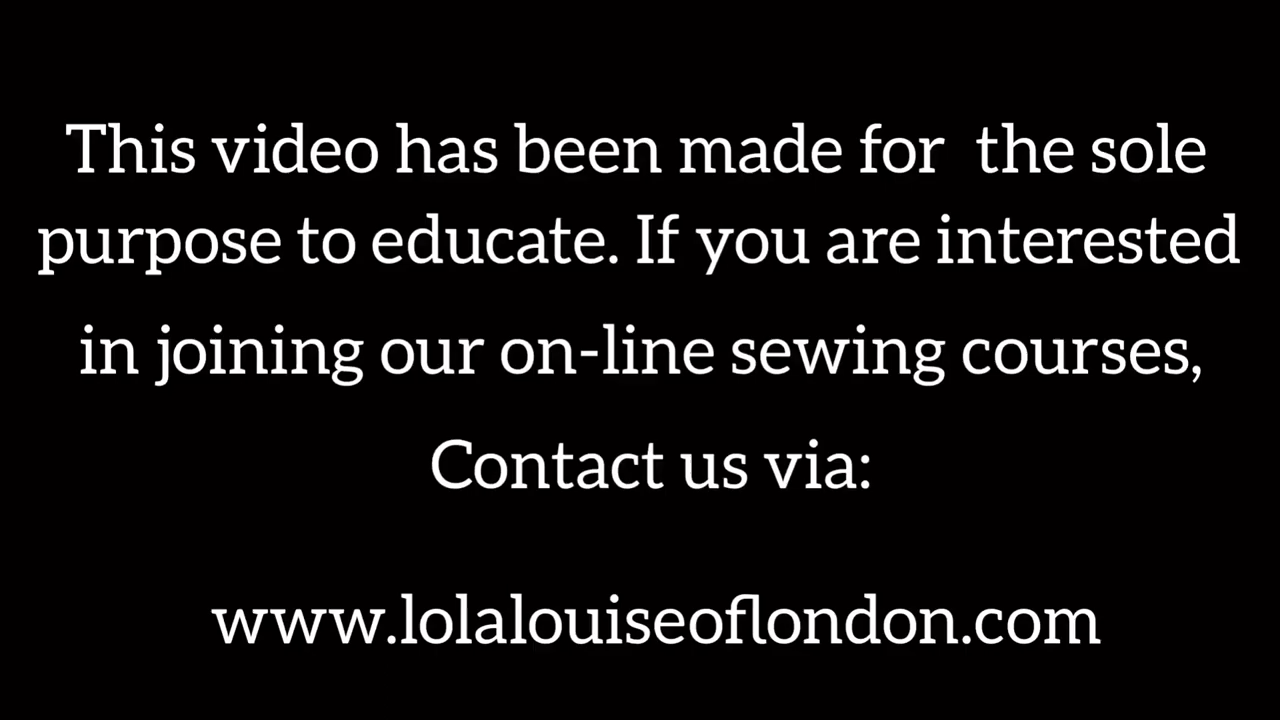 This video has been made for  the sole
purpose to educate. If you are interested
in joining our on-line sewing courses,
Contact us via:
www.lolalouiseoflondon.com